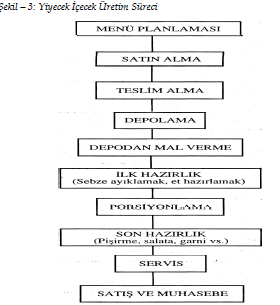 Şekil – 3: Yiyecek İçecek Üretim Süreci
MENÜ PLANLAMASI
SATIN ALMA
TESLİM ALMA
DEPOLAMA
DEPODAN MAL VERME
İLK HAZIRLIK
(Sebze ayıklamak, et hazırlamak)
PORSİYONLAMA
SON HAZIRLIK
(Pişirme, salata, garni vs.)
SERVİS
SATIŞ VE MUHASEBE